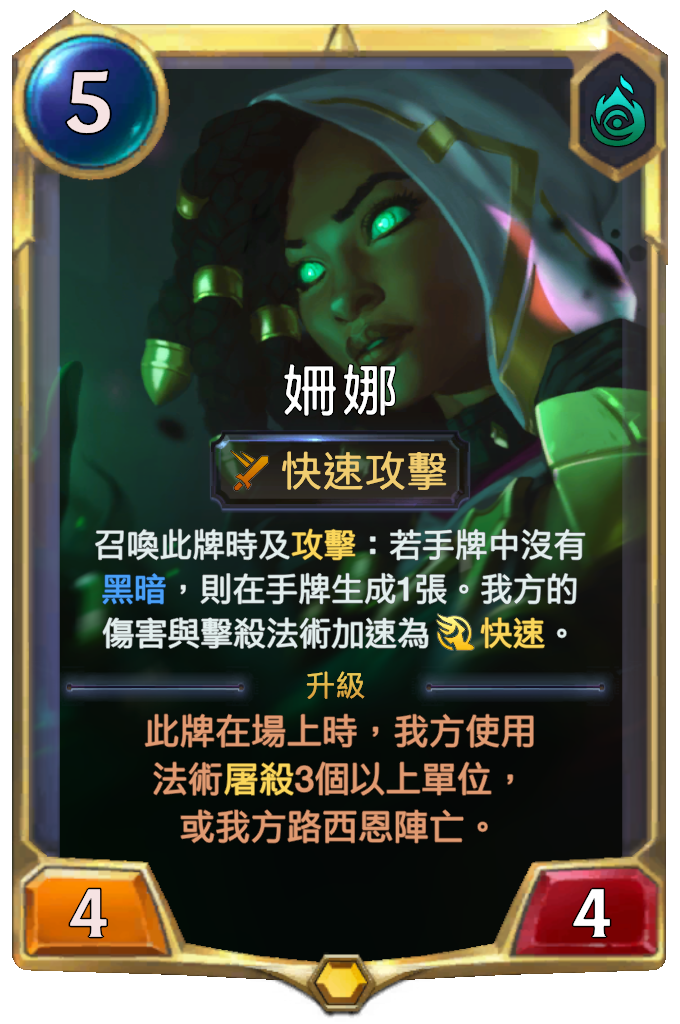 5
姍娜
快速攻擊
召喚此牌時及攻擊：若手牌中沒有
黑暗，則在手牌生成1張。我方的
傷害與擊殺法術加速為快速。
升級
此牌在場上時，我方使用
法術屠殺3個以上單位，
或我方路西恩陣亡。
4
4